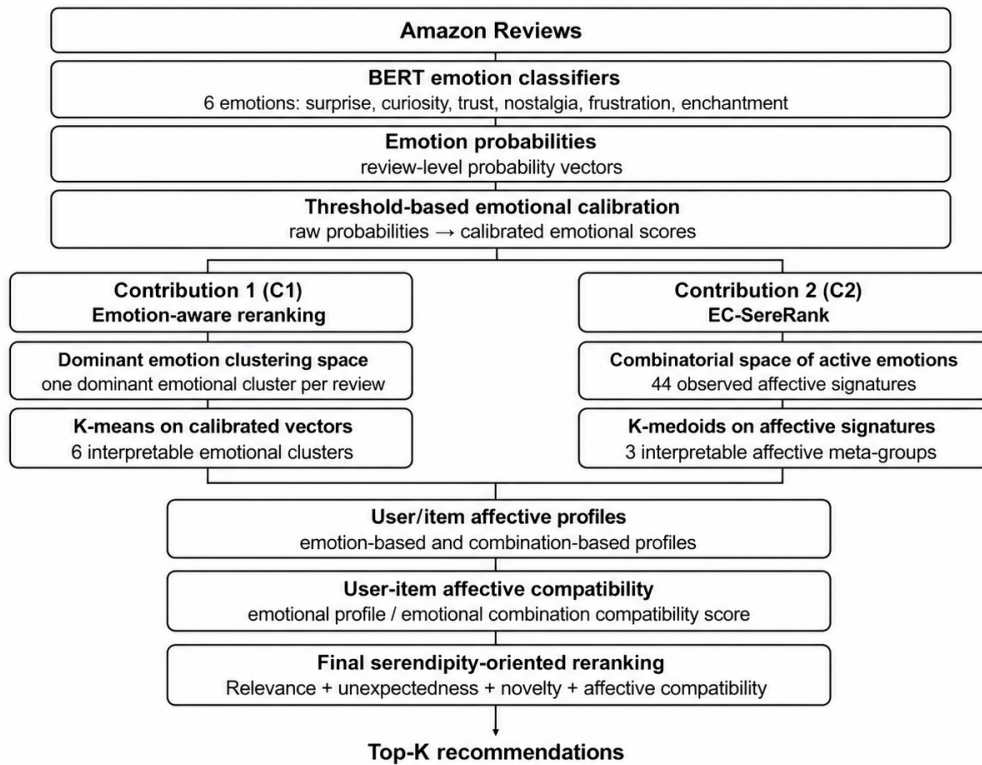 Amazon Reviews
BERT emotion classifiers
6 emotions: surprise, curiosity, trust, nostalgia, frustration, enchantment
Emotion probabilities
review-level probability vectors
Threshold-based emotional calibration
raw probabilities → calibrated emotional scores
Contribution 1 (C1)
Emotion-aware reranking
Dominant emotion clustering space
one dominant emotional cluster per review
K-means on calibrated vectors
6 interpretable emotional clusters
Contribution 2 (C2)
EC-SereRank
Combinatorial space of active emotions
44 observed affective signatures
K-medoids on affective signatures
3 interpretable affective meta-groups
User/item affective profiles
emotion-based and combination-based profiles
User-item affective compatibility
emotional profile / emotional combination compatibility score
Final serendipity-oriented reranking
Relevance + unexpectedness + novelty + affective compatibility
Top-K recommendations